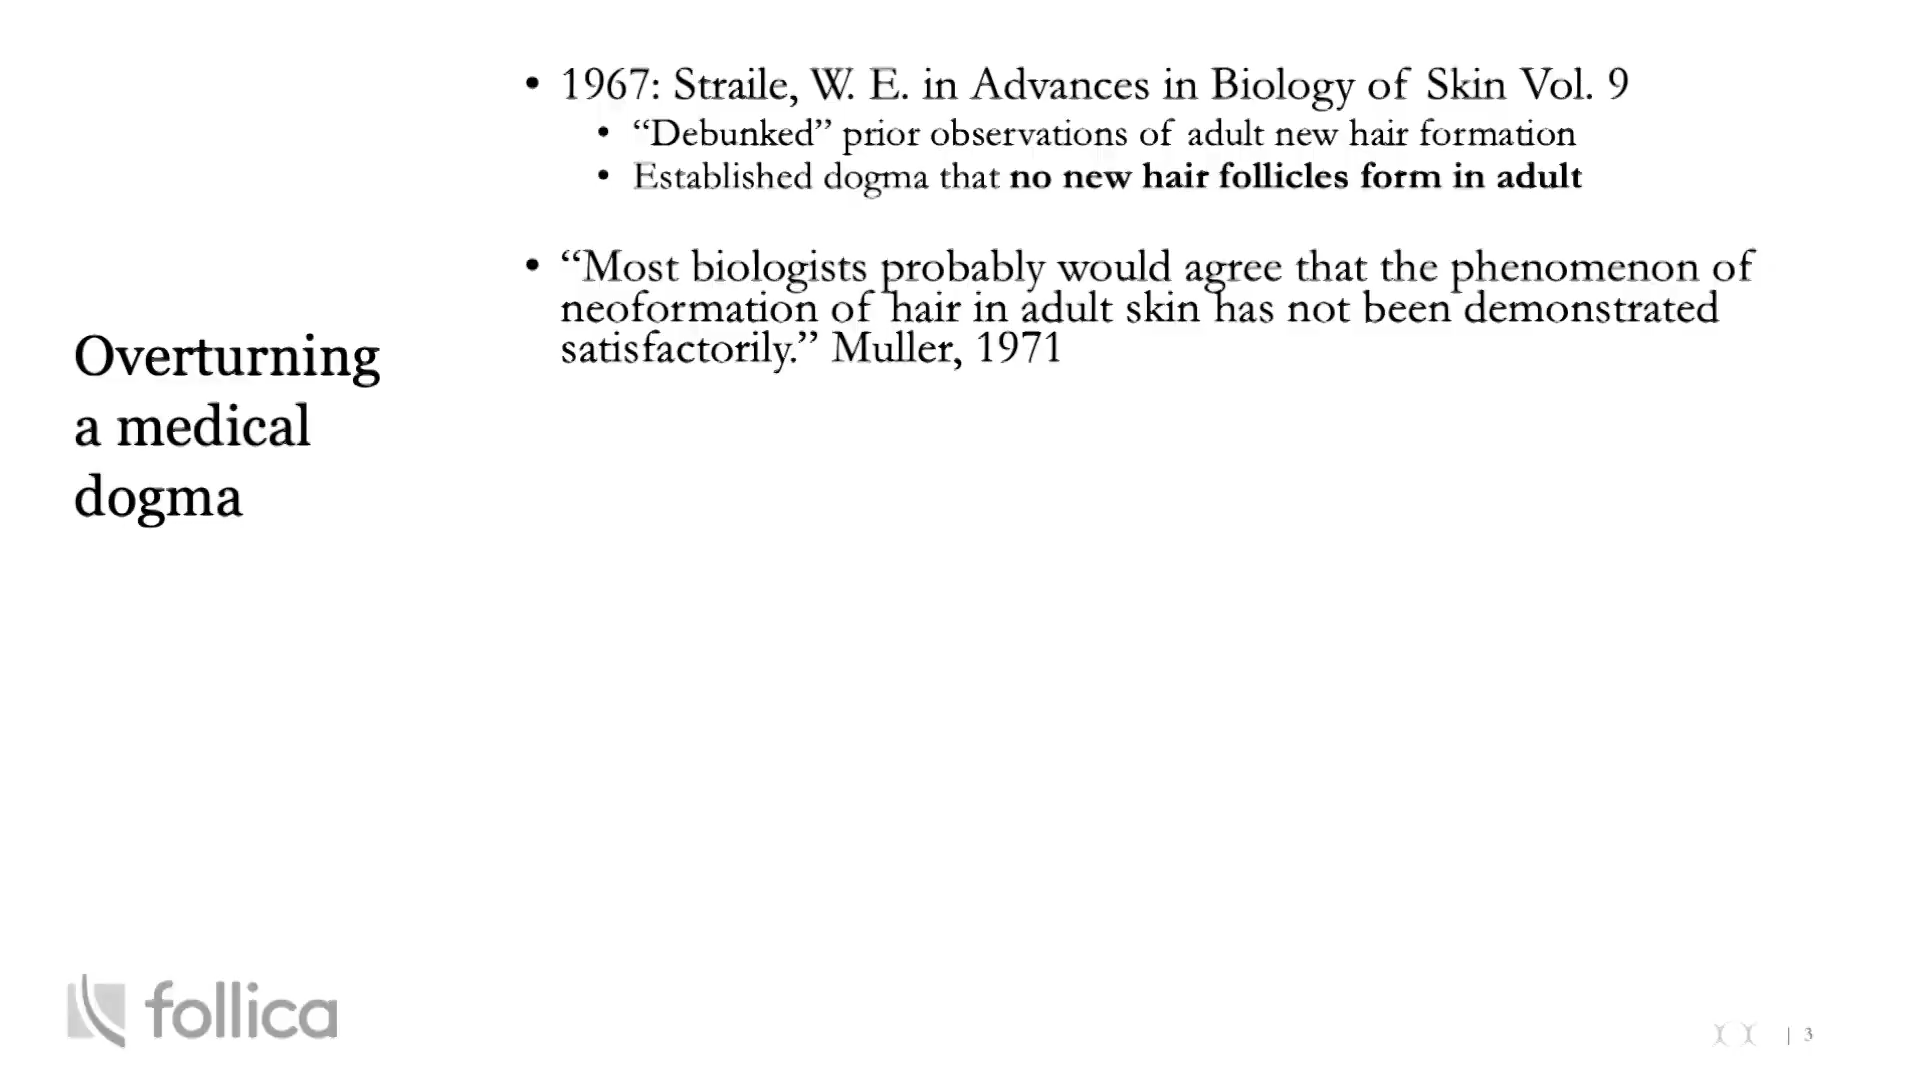 Overturning
a medical
dogma
• 1967: Straile, W. E. in Advances in Biology of Skin Vol. 9
• “Debunked” prior observations of adult new hair formation
• Established dogma that no new hair follicles form in adult
• “Most biologists probably would agree that the phenomenon of
neoformation of hair in adult skin has not been demonstrated
satisfactorily.” Muller, 1971
follica
| 3